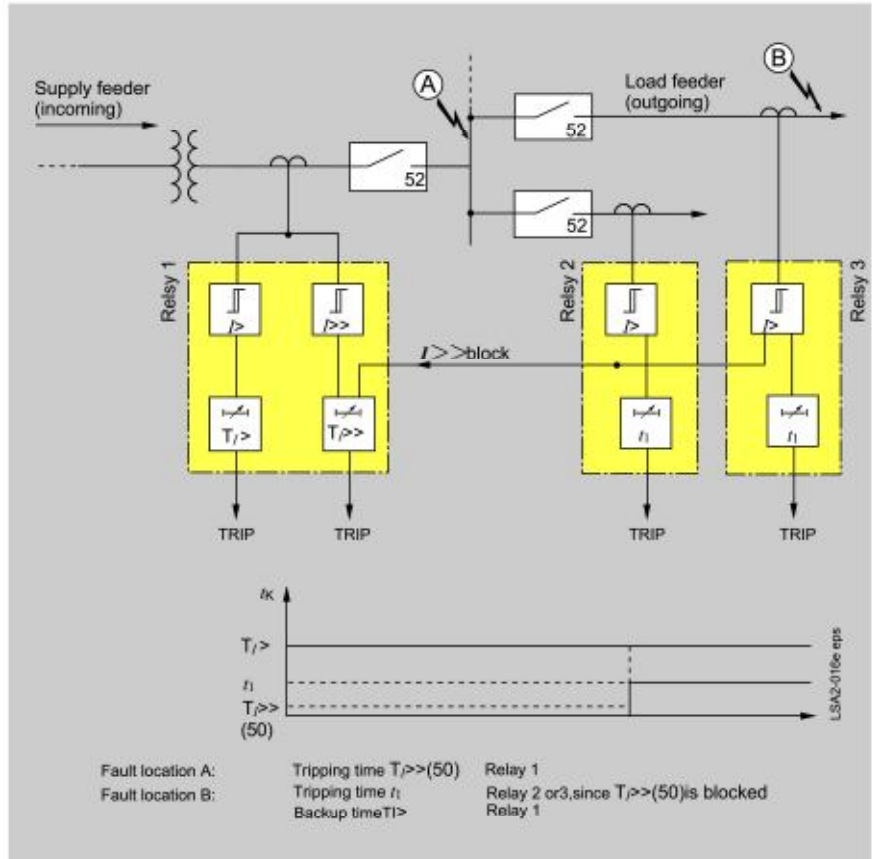 A
B
Supply feeder
(incoming)
Load feeder
(outgoing)
52
52
52
Relsy 1
Relsy 2
Relsy 3
I>
I>>
I>
I>
I>>block
TI>
TI>>
t1
t1
TRIP
TRIP
TRIP
TRIP
tK
TI>
t1
TI>>
(50)
LSA2-016e eps
Fault location A: Tripping time TI>>(50) Relay 1
Fault location B: Tripping time t1 Relay 2 or3,since TI>>(50)is blocked
Backup timeTI> Relay 1